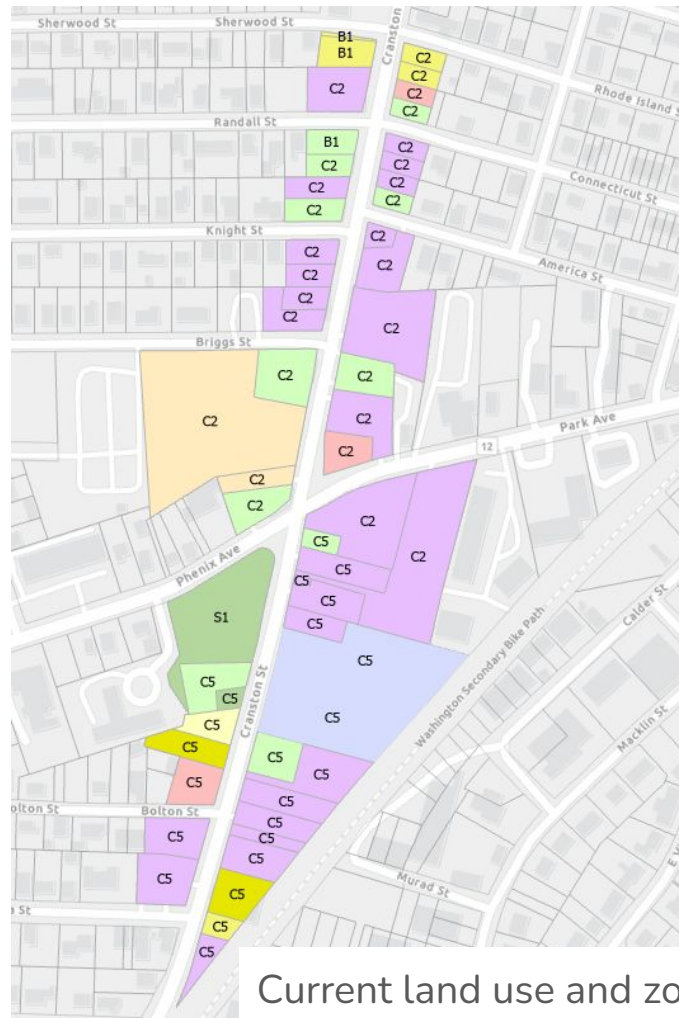 Sherwood St
Sherwood St
Cranston
B1
B1
C2
C2
C2
C2
C2
Rhode Island S
Randall St
B1
C2
C2
C2
C2
C2
C2
C2
Connecticut St
Knight St
C2
C2
C2
C2
C2
C2
America St
C2
Briggs St
C2
C2
C2
C2
C2
Park Ave
12
C2
C2
C2
C2
C5
C5
C5
C5
C5
Phenix Ave
S1
C5
C5
Cranston St
C5
C5
C5
C5
C5
Washington Secondary Bike Path
Calder St
Macklin St
C5
C5
C5
C5
C5
C5
olton St
Bolton St
C5
C5
Murad St
a St
C5
C5
C5
Current land use and zo